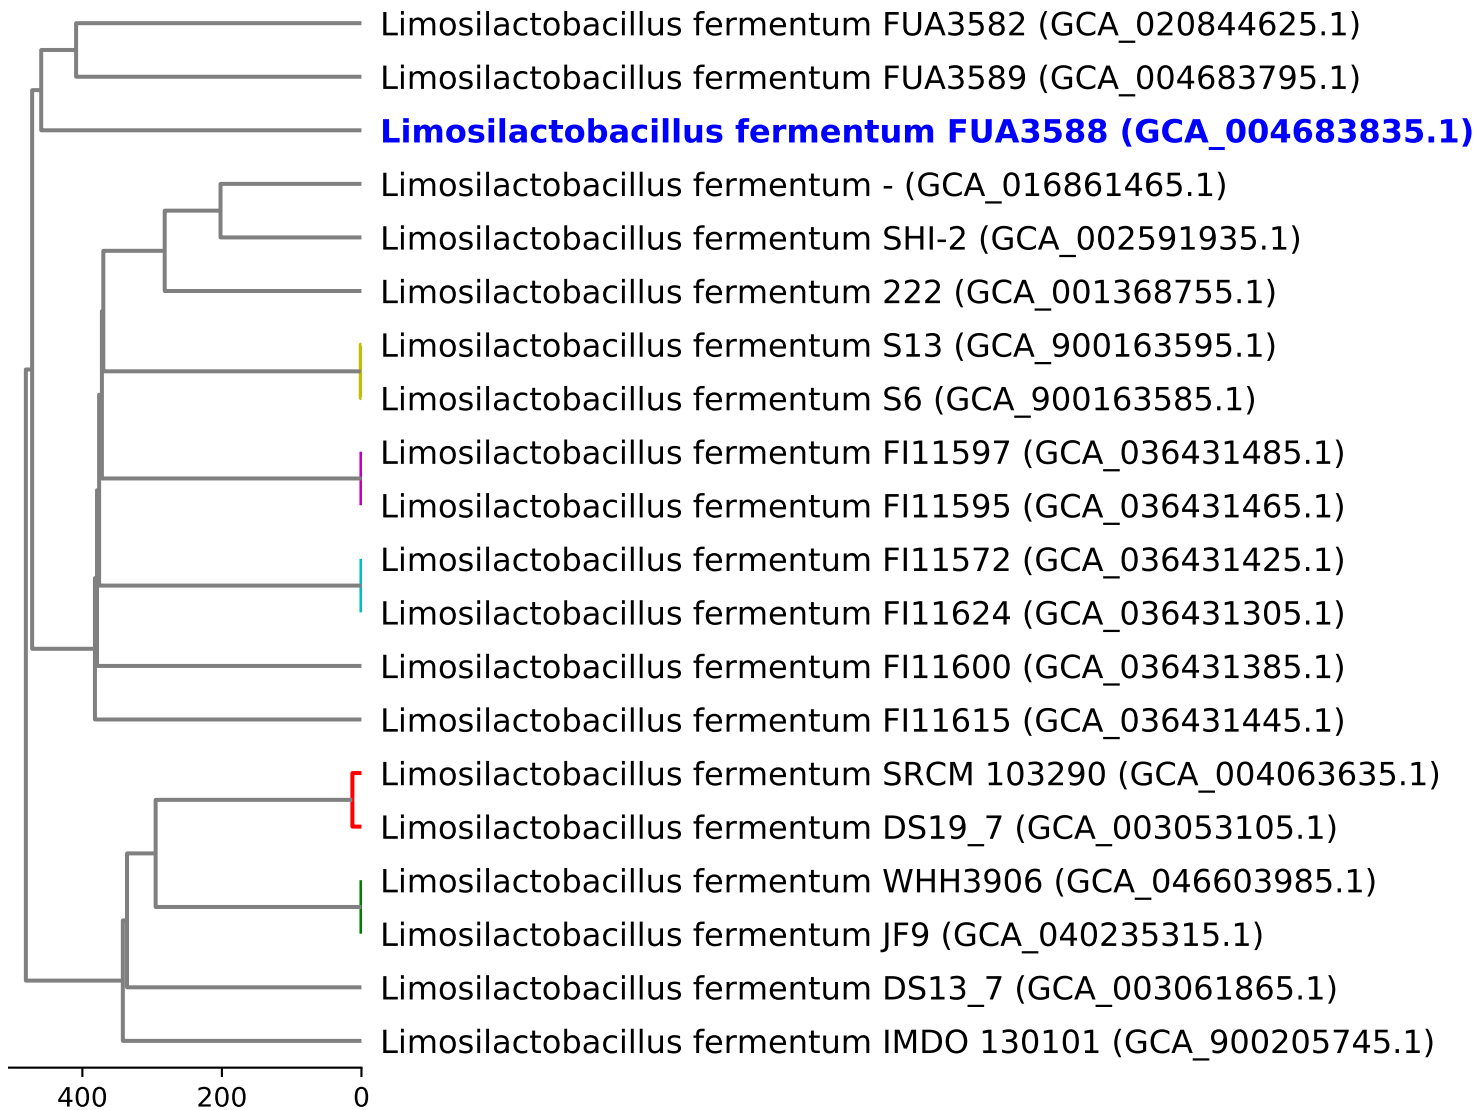 Limosilactobacillus fermentum FUA3582 (GCA_020844625.1)
Limosilactobacillus fermentum FUA3589 (GCA_004683795.1)
Limosilactobacillus fermentum FUA3588 (GCA_004683835.1)
Limosilactobacillus fermentum - (GCA_016861465.1)
Limosilactobacillus fermentum SHI-2 (GCA_002591935.1)
Limosilactobacillus fermentum 222 (GCA_001368755.1)
Limosilactobacillus fermentum S13 (GCA_900163595.1)
Limosilactobacillus fermentum S6 (GCA_900163585.1)
Limosilactobacillus fermentum FI11597 (GCA_036431485.1)
Limosilactobacillus fermentum FI11595 (GCA_036431465.1)
Limosilactobacillus fermentum FI11572 (GCA_036431425.1)
Limosilactobacillus fermentum FI11624 (GCA_036431305.1)
Limosilactobacillus fermentum FI11600 (GCA_036431385.1)
Limosilactobacillus fermentum FI11615 (GCA_036431445.1)
Limosilactobacillus fermentum SRCM 103290 (GCA_004063635.1)
Limosilactobacillus fermentum DS19_7 (GCA_003053105.1)
Limosilactobacillus fermentum WHH3906 (GCA_046603985.1)
Limosilactobacillus fermentum JF9 (GCA_040235315.1)
Limosilactobacillus fermentum DS13_7 (GCA_003061865.1)
Limosilactobacillus fermentum IMDO 130101 (GCA_900205745.1)
400 200 0